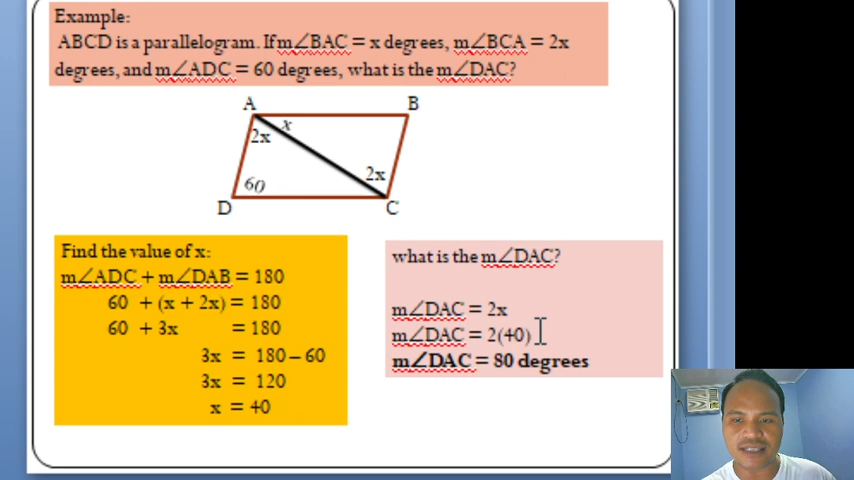 Example:
ABCD is a parallelogram. If m∠BAC = x degrees, m∠BCA = 2x
degrees, and m∠ADC = 60 degrees, what is the m∠DAC?
A
B
x
2x
2x
60
D
C
Find the value of x:
m∠ADC + m∠DAB = 180
60 + (x + 2x) = 180
60 + 3x = 180
3x = 180 – 60
3x = 120
x = 40
what is the m∠DAC?
m∠DAC = 2x
m∠DAC = 2(40)
m∠DAC = 80 degrees